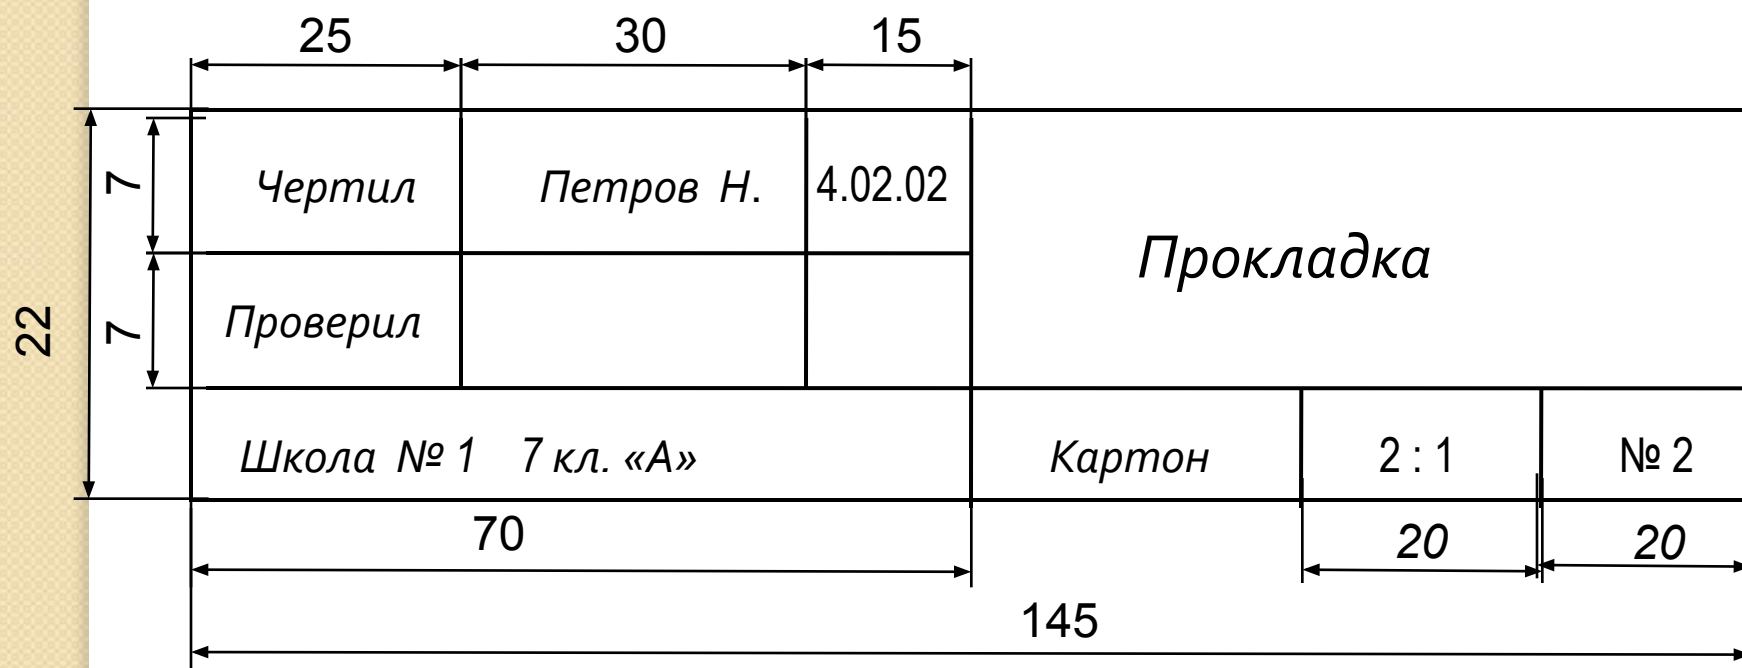 25 30 15
7 Чертил Петров Н. 4.02.02
Прокладка
22 7 Проверил
Школа № 1 7 кл. «А» Картон 2 : 1 № 2
70 20 20
145